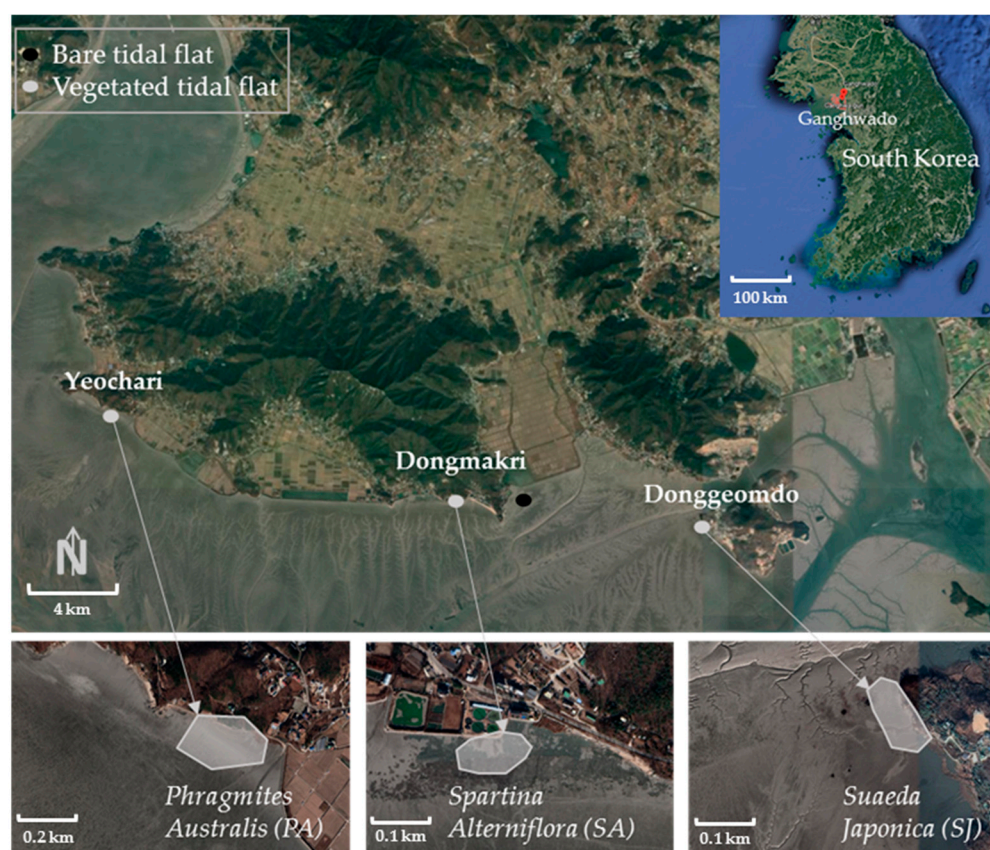 Bare tidal flat
Vegetated tidal flat
Ganghwado
South Korea
100 km
Yeochari
Dongmakri
Donggeomdo
N
4 km
Phragmites
Australis (PA)
0.2 km
Spartina
Alterniflora (SA)
0.1 km
Suaeda
Japonica (SJ)
0.1 km